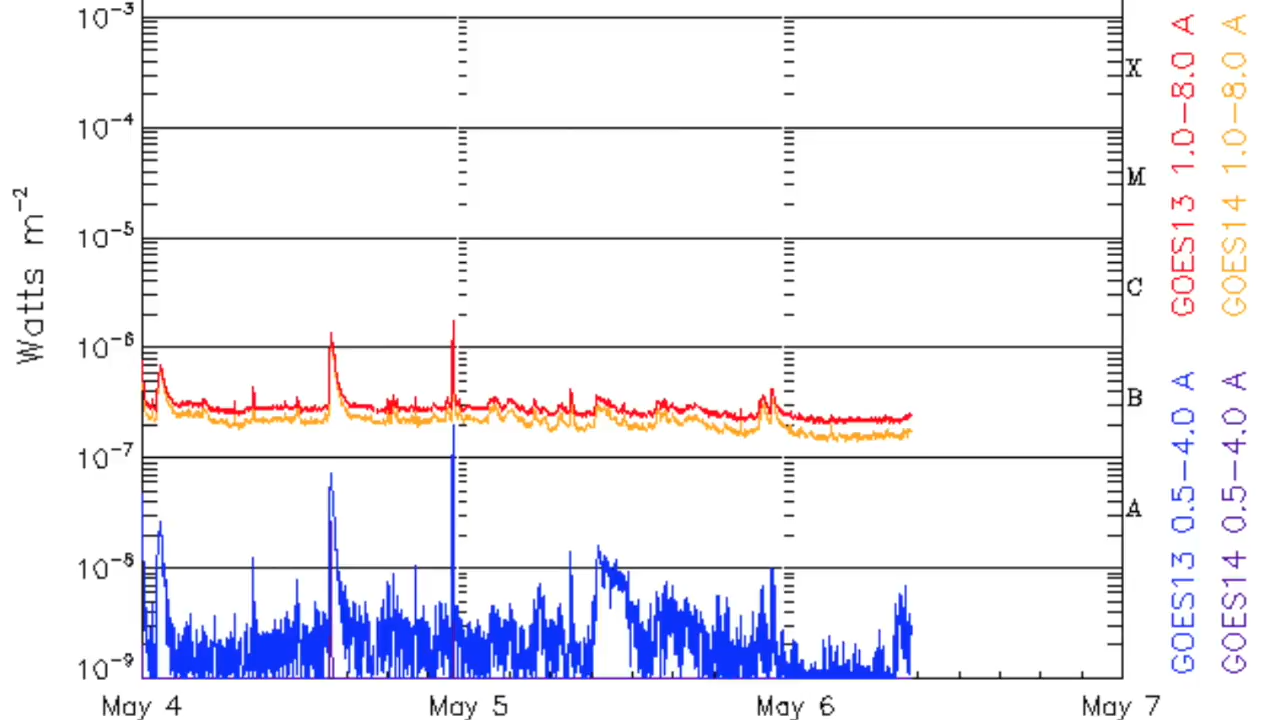 10-3
10-4
10-5
10-6
10-7
10-8
10-9
Watts m-2
X
M
C
B
A
May 4
May 5
May 6
May 7
GOES13 1.0-8.0 A
GOES13 0.5-4.0 A
GOES14 1.0-8.0 A
GOES14 0.5-4.0 A